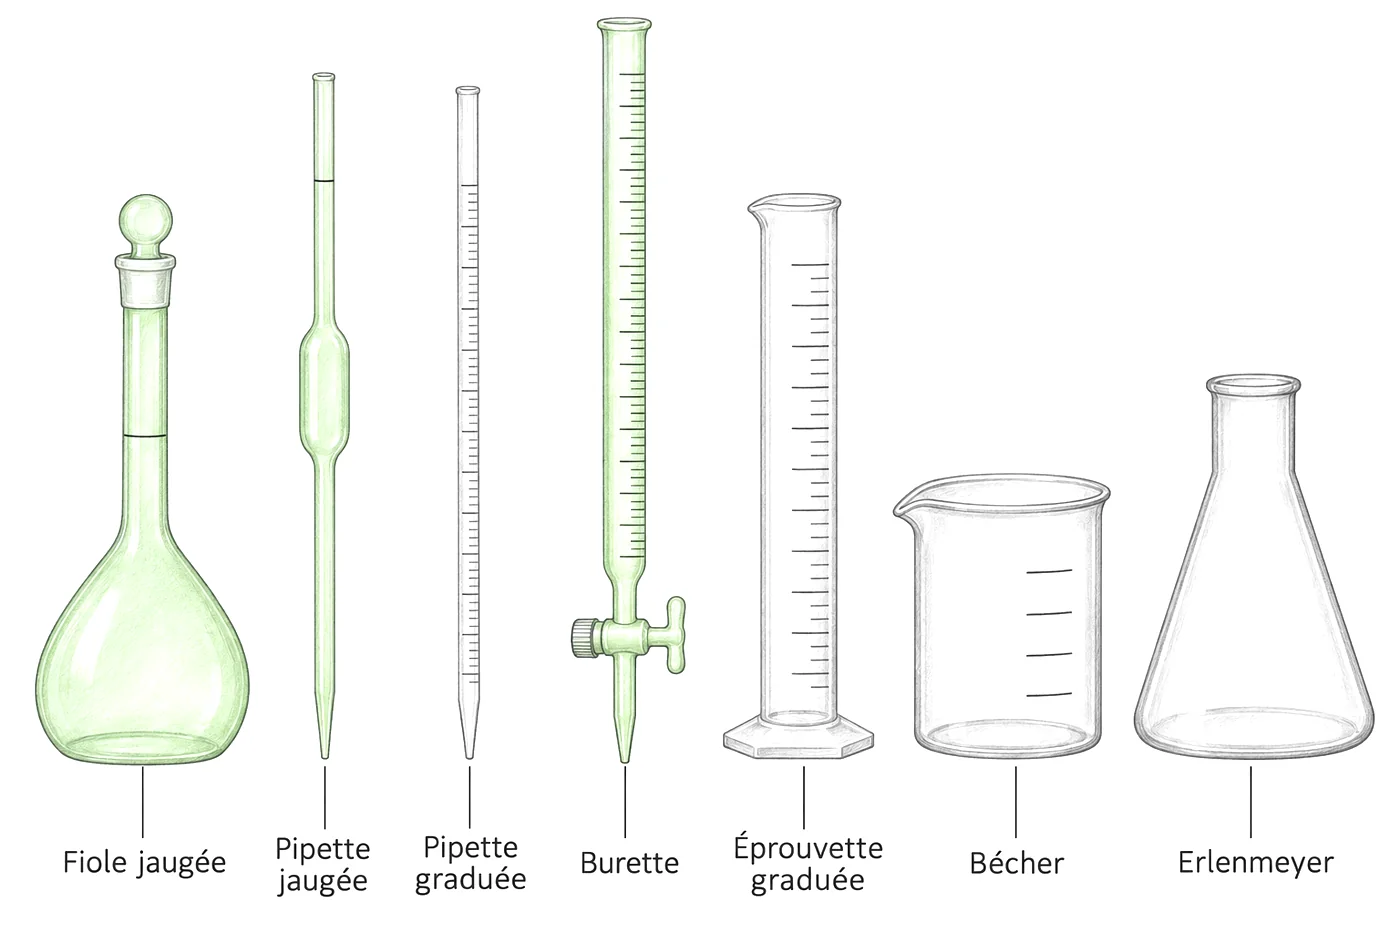 Fiole jaugée
Pipette
jaugée
Pipette
graduée
Burette
Éprouvette
graduée
Bécher
Erlenmeyer